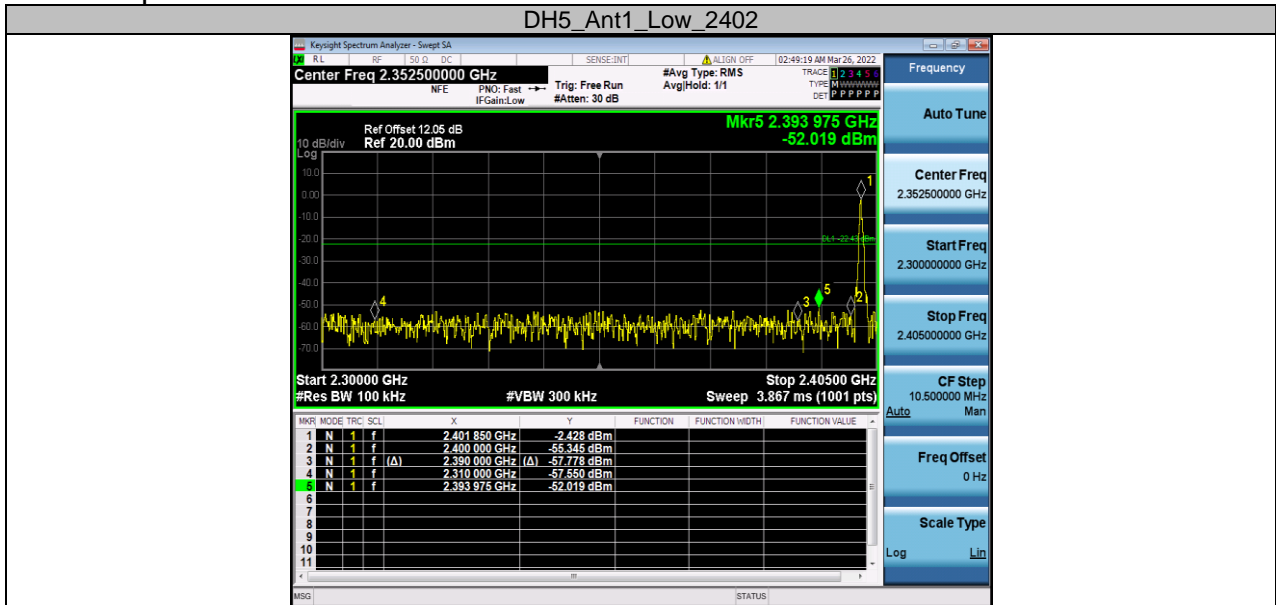 DH5_Ant1_Low_2402
Keysight Spectrum Analyzer - Swept SA
RL RF 50 Ω DC SENSE:INT ALIGN OFF 02:49:19 AM Mar 26, 2022
Center Freq 2.352500000 GHz
NFE PNO: Fast IFGain:Low
Trig: Free Run #Atten: 30 dB
#Avg Type: RMS Avg|Hold: 1/1
TRACE 1 2 3 4 5 6
TYPE M W W W W W
DET P P P P P P
Mkr5 2.393 975 GHz
-52.019 dBm
Ref Offset 12.05 dB
10 dB/div Ref 20.00 dBm
Log
10.0
0.00
-10.0
-20.0
-30.0
-40.0
-50.0
-60.0
-70.0
DL1 -22.43 dBm
1
2
3
4
5
Start 2.30000 GHz Stop 2.40500 GHz
#Res BW 100 kHz #VBW 300 kHz Sweep 3.867 ms (1001 pts)
MKR MODE TRC SCL X Y FUNCTION FUNCTION WIDTH FUNCTION VALUE
1 N 1 f 2.401 850 GHz -2.428 dBm
2 N 1 f 2.400 000 GHz -55.345 dBm
3 N 1 f (Δ) 2.390 000 GHz (Δ) -57.778 dBm
4 N 1 f 2.310 000 GHz -57.550 dBm
5 N 1 f 2.393 975 GHz -52.019 dBm
6
7
8
9
10
11
MSG STATUS
Frequency
Auto Tune
Center Freq
2.352500000 GHz
Start Freq
2.300000000 GHz
Stop Freq
2.405000000 GHz
CF Step
10.500000 MHz
Auto Man
Freq Offset
0 Hz
Scale Type
Log Lin